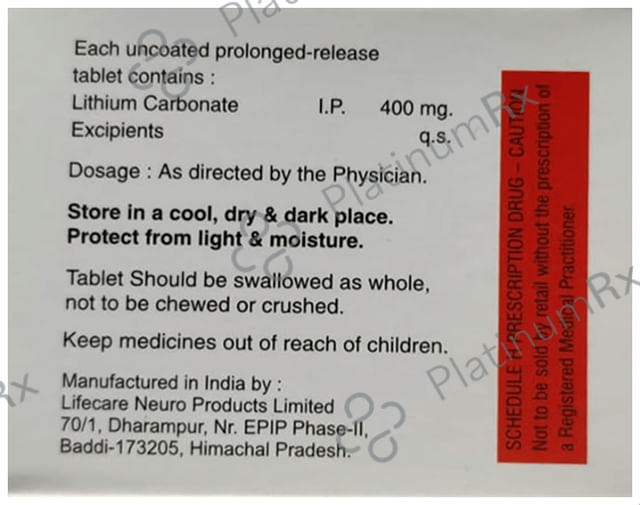 Each uncoated prolonged-release
tablet contains :
Lithium Carbonate I.P. 400 mg.
Excipients q.s.
Dosage : As directed by the Physician.
Store in a cool, dry & dark place.
Protect from light & moisture.
Tablet Should be swallowed as whole,
not to be chewed or crushed.
Keep medicines out of reach of children.
Manufactured in India by :
Lifecare Neuro Products Limited
70/1, Dharampur, Nr. EPIP Phase-II,
Baddi-173205, Himachal Pradesh.
SCHEDULE PRESCRIPTION DRUG – CAUTION
Not to be sold by retail without the prescription of
a Registered Medical Practitioner.
PlatinumRx
PlatinumRx
PlatinumRx
Rx